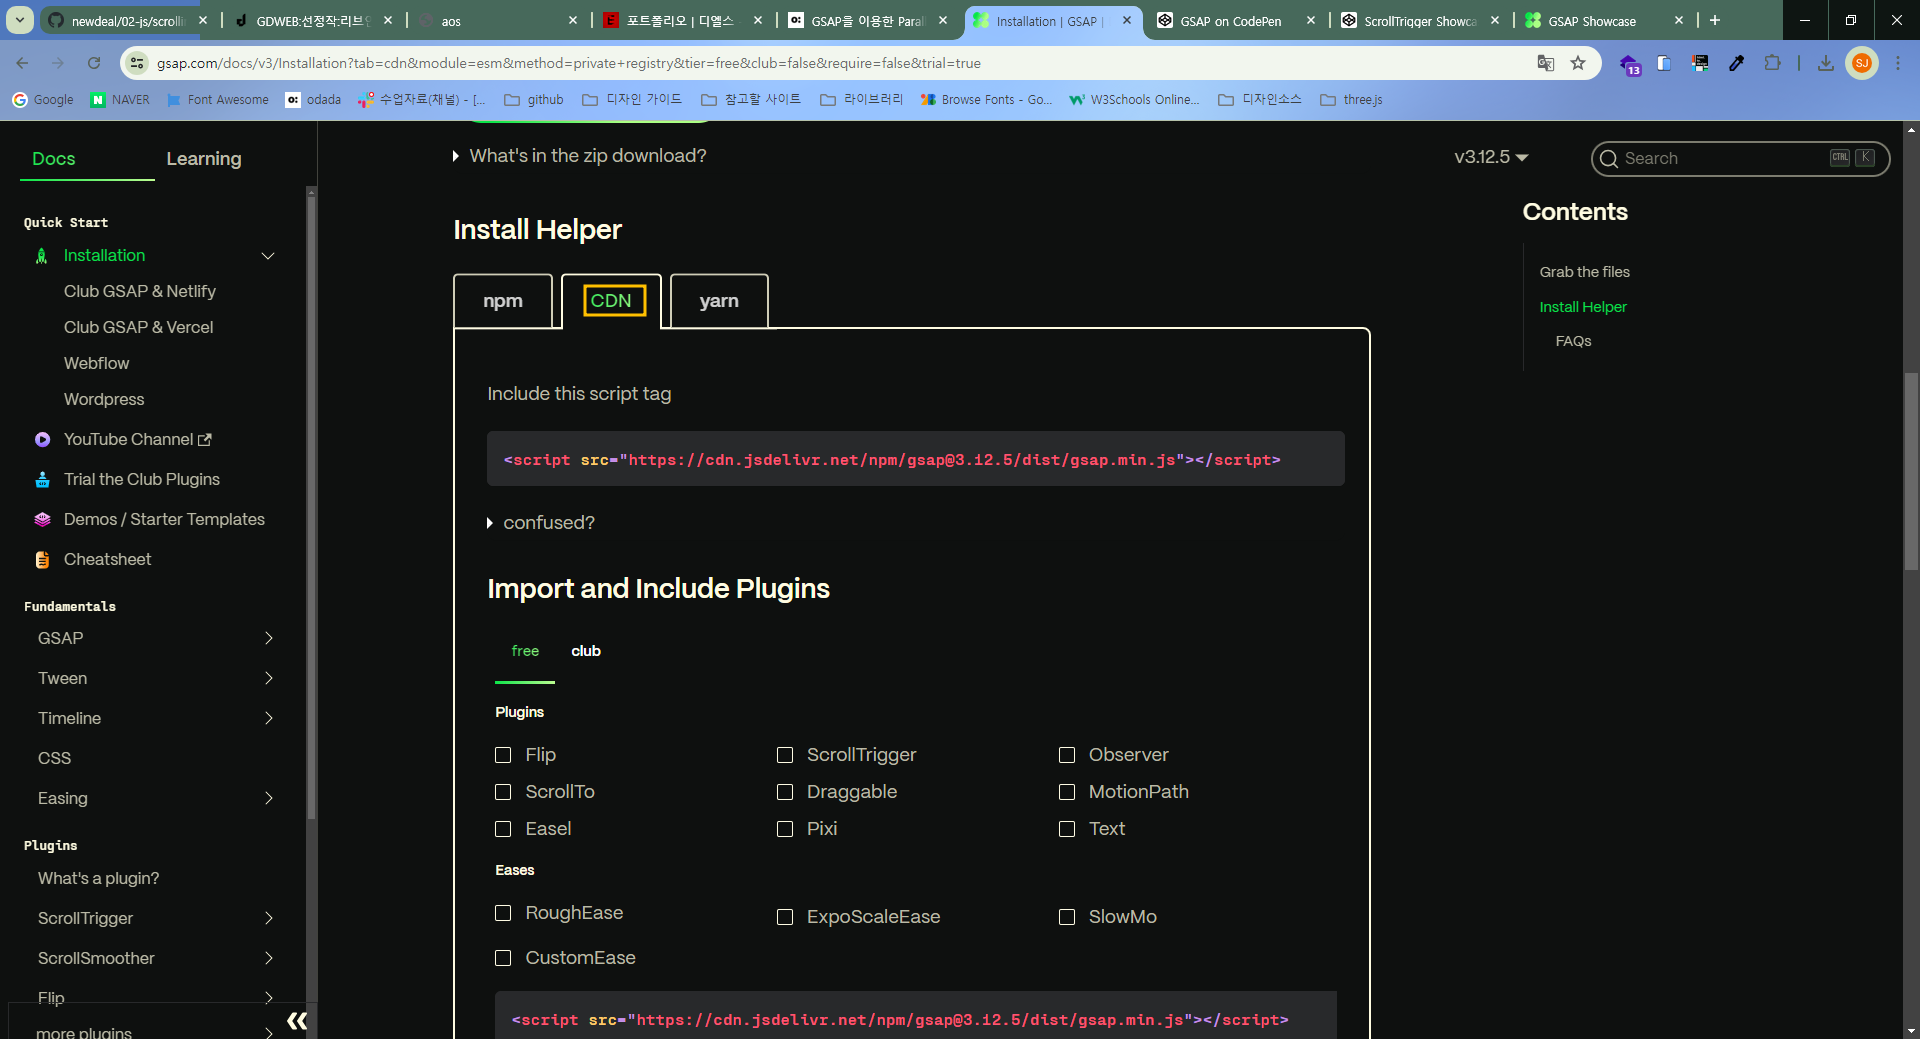 newdeal/02-js/scrollin
GDWEB:선정작:리브인
aos
포트폴리오 | 디엘스
GSAP을 이용한 Paral
Installation | GSAP |
GSAP on CodePen
ScrollTrigger Showca
GSAP Showcase
gsap.com/docs/v3/Installation?tab=cdn&module=esm&method=private+registry&tier=free&club=false&require=false&trial=true
13
SJ
Google
NAVER
Font Awesome
odada
수업자료(채널) - [...
github
디자인 가이드
참고할 사이트
라이브러리
Browse Fonts - Go...
W3Schools Online...
디자인소스
three.js
Docs
Learning
What's in the zip download?
v3.12.5
Search
CTRL K
Quick Start
Installation
Club GSAP & Netlify
Club GSAP & Vercel
Webflow
Wordpress
YouTube Channel
Trial the Club Plugins
Demos / Starter Templates
Cheatsheet
Fundamentals
GSAP
Tween
Timeline
CSS
Easing
Plugins
What's a plugin?
ScrollTrigger
ScrollSmoother
Flip
more plugins
Install Helper
npm
CDN
yarn
Include this script tag
<script src="https://cdn.jsdelivr.net/npm/gsap@3.12.5/dist/gsap.min.js"></script>
confused?
Import and Include Plugins
free
club
Plugins
Flip
ScrollTrigger
Observer
ScrollTo
Draggable
MotionPath
Easel
Pixi
Text
Eases
RoughEase
ExpoScaleEase
SlowMo
CustomEase
<script src="https://cdn.jsdelivr.net/npm/gsap@3.12.5/dist/gsap.min.js"></script>
Contents
Grab the files
Install Helper
FAQs